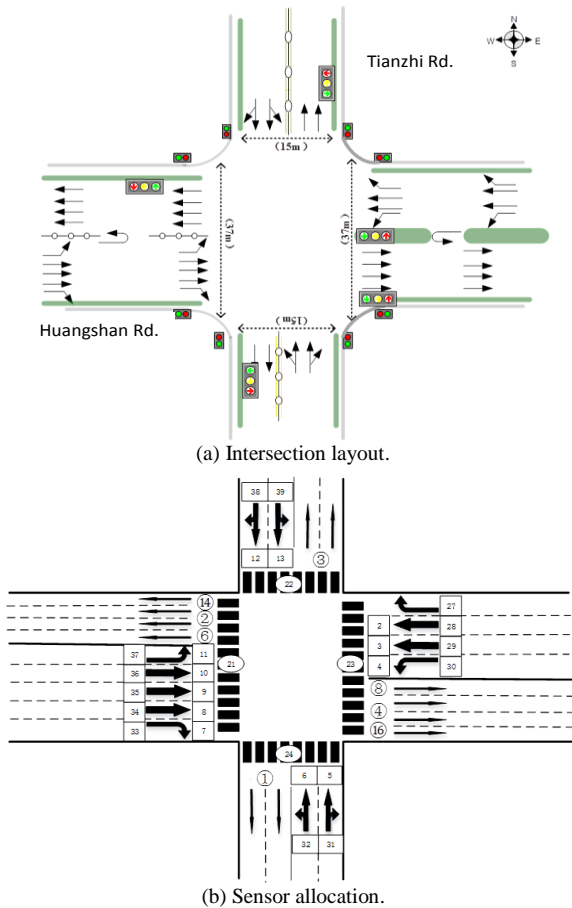 Tianzhi Rd.
N
W E
S
(15m)
(37m)
(37m)
(15m)
Huangshan Rd.
(a) Intersection layout.
38 39
12 13
③
22
⑭
②
⑥
27
2 28
3 29
4 30
37 11
36 10
35 9
34 8
33 7
21
23
⑧
④
⑯
24
①
6 5
32 31
(b) Sensor allocation.